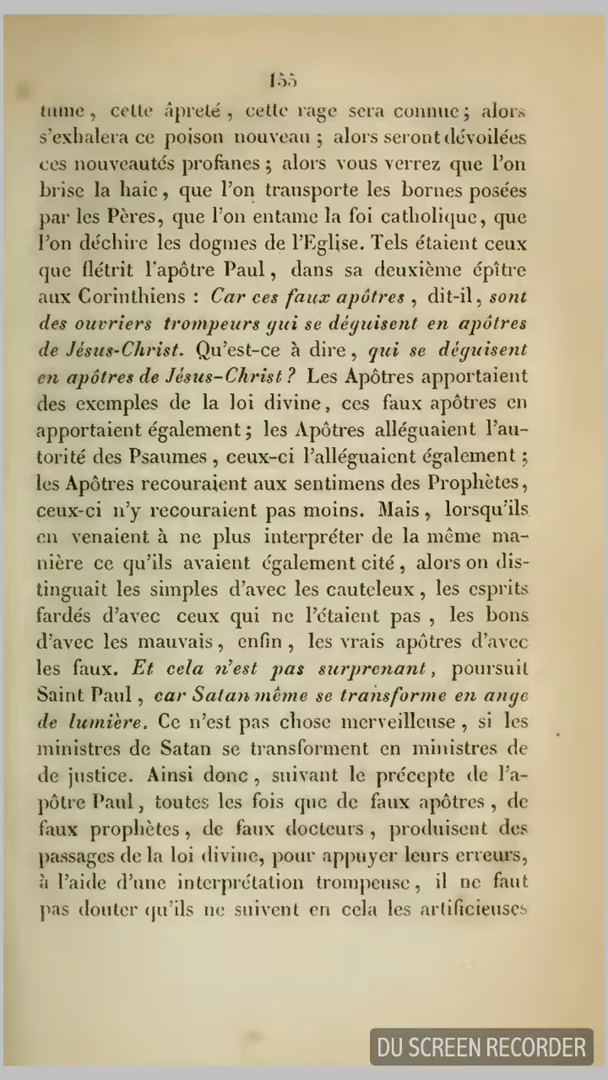 155
tume, cette âpreté, cette rage sera connue; alors
s'exhalera ce poison nouveau; alors seront dévoilées
ces nouveautés profanes; alors vous verrez que l'on
brise la haie, que l'on transporte les bornes posées
par les Pères, que l'on entame la foi catholique, que
l'on déchire les dogmes de l'Eglise. Tels étaient ceux
que flétrit l'apôtre Paul, dans sa deuxième épître
aux Corinthiens : Car ces faux apôtres, dit-il, sont
des ouvriers trompeurs qui se déguisent en apôtres
de Jésus-Christ. Qu'est-ce à dire, qui se déguisent
en apôtres de Jésus-Christ? Les Apôtres apportaient
des exemples de la loi divine, ces faux apôtres en
apportaient également; les Apôtres alléguaient l'au-
torité des Psaumes, ceux-ci l'alléguaient également;
les Apôtres recouraient aux sentimens des Prophètes,
ceux-ci n'y recouraient pas moins. Mais, lorsqu'ils
en venaient à ne plus interpréter de la même ma-
nière ce qu'ils avaient également cité, alors on dis-
tinguait les simples d'avec les cauteleux, les esprits
fardés d'avec ceux qui ne l'étaient pas, les bons
d'avec les mauvais, enfin, les vrais apôtres d'avec
les faux. Et cela n'est pas surprenant, poursuit
Saint Paul, car Satan même se transforme en ange
de lumière. Ce n'est pas chose merveilleuse, si les
ministres de Satan se transforment en ministres de
de justice. Ainsi donc, suivant le précepte de l'a-
pôtre Paul, toutes les fois que de faux apôtres, de
faux prophètes, de faux docteurs, produisent des
passages de la loi divine, pour appuyer leurs erreurs,
à l'aide d'une interprétation trompeuse, il ne faut
pas douter qu'ils ne suivent en cela les artificieuses
DU SCREEN RECORDER